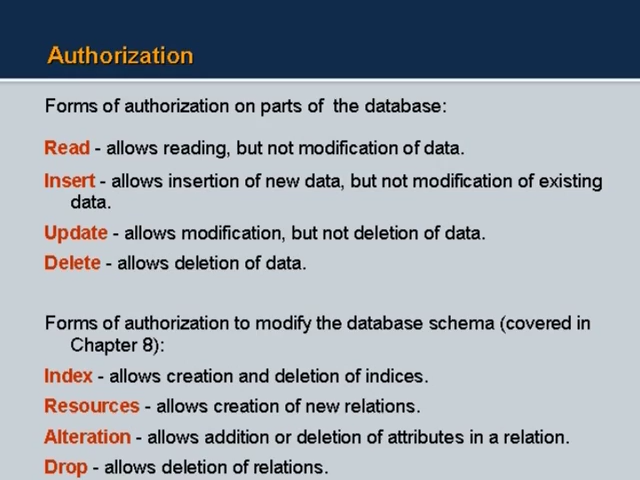 Authorization
Forms of authorization on parts of the database:
Read - allows reading, but not modification of data.
Insert - allows insertion of new data, but not modification of existing
data.
Update - allows modification, but not deletion of data.
Delete - allows deletion of data.
Forms of authorization to modify the database schema (covered in
Chapter 8):
Index - allows creation and deletion of indices.
Resources - allows creation of new relations.
Alteration - allows addition or deletion of attributes in a relation.
Drop - allows deletion of relations.